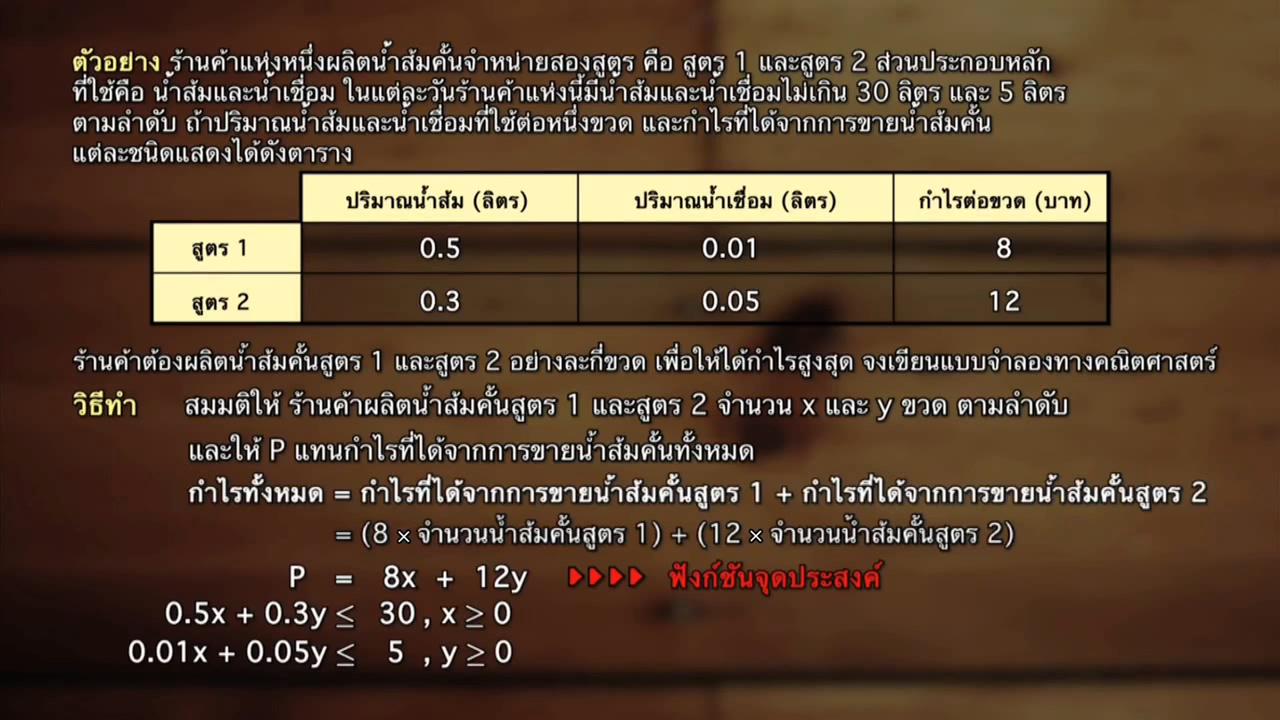 ตัวอย่าง ร้านค้าแห่งหนึ่งผลิตน้ำส้มคั้นจำหน่ายสองสูตร คือ สูตร 1 และสูตร 2 ส่วนประกอบหลัก
ที่ใช้คือ น้ำส้มและน้ำเชื่อม ในแต่ละวันร้านค้าแห่งนี้มีน้ำส้มและน้ำเชื่อมไม่เกิน 30 ลิตร และ 5 ลิตร
ตามลำดับ ถ้าปริมาณน้ำส้มและน้ำเชื่อมที่ใช้ต่อหนึ่งขวด และกำไรที่ได้จากการขายน้ำส้มคั้น
แต่ละชนิดแสดงได้ดังตาราง
ปริมาณน้ำส้ม (ลิตร) ปริมาณน้ำเชื่อม (ลิตร) กำไรต่อขวด (บาท)
สูตร 1 0.5 0.01 8
สูตร 2 0.3 0.05 12
ร้านค้าต้องผลิตน้ำส้มคั้นสูตร 1 และสูตร 2 อย่างละกี่ขวด เพื่อให้ได้กำไรสูงสุด จงเขียนแบบจำลองทางคณิตศาสตร์
วิธีทำ สมมติให้ ร้านค้าผลิตน้ำส้มคั้นสูตร 1 และสูตร 2 จำนวน x และ y ขวด ตามลำดับ
และให้ P แทนกำไรที่ได้จากการขายน้ำส้มคั้นทั้งหมด
กำไรทั้งหมด = กำไรที่ได้จากการขายน้ำส้มคั้นสูตร 1 + กำไรที่ได้จากการขายน้ำส้มคั้นสูตร 2
= (8 × จำนวนน้ำส้มคั้นสูตร 1) + (12 × จำนวนน้ำส้มคั้นสูตร 2)
P = 8x + 12y ฟังก์ชันจุดประสงค์
0.5x + 0.3y ≤ 30 , x ≥ 0
0.01x + 0.05y ≤ 5 , y ≥ 0